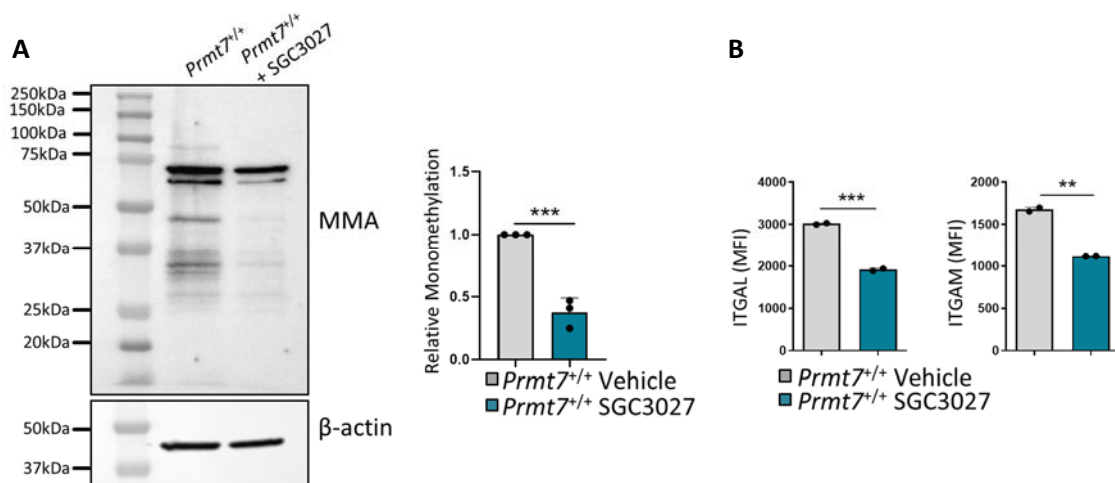 A
Prmt7+/+
Prmt7+/+
+ SGC3027
250kDa
150kDa
100kDa
75kDa
50kDa
37kDa
25kDa
20kDa
MMA
50kDa
37kDa
β-actin
Relative Monomethylation
1.5
1.0
0.5
0.0
***
Prmt7+/+ Vehicle
Prmt7+/+ SGC3027
B
ITGAL (MFI)
4000
3000
2000
1000
0
***
ITGAM (MFI)
2000
1500
1000
500
0
**
Prmt7+/+ Vehicle
Prmt7+/+ SGC3027